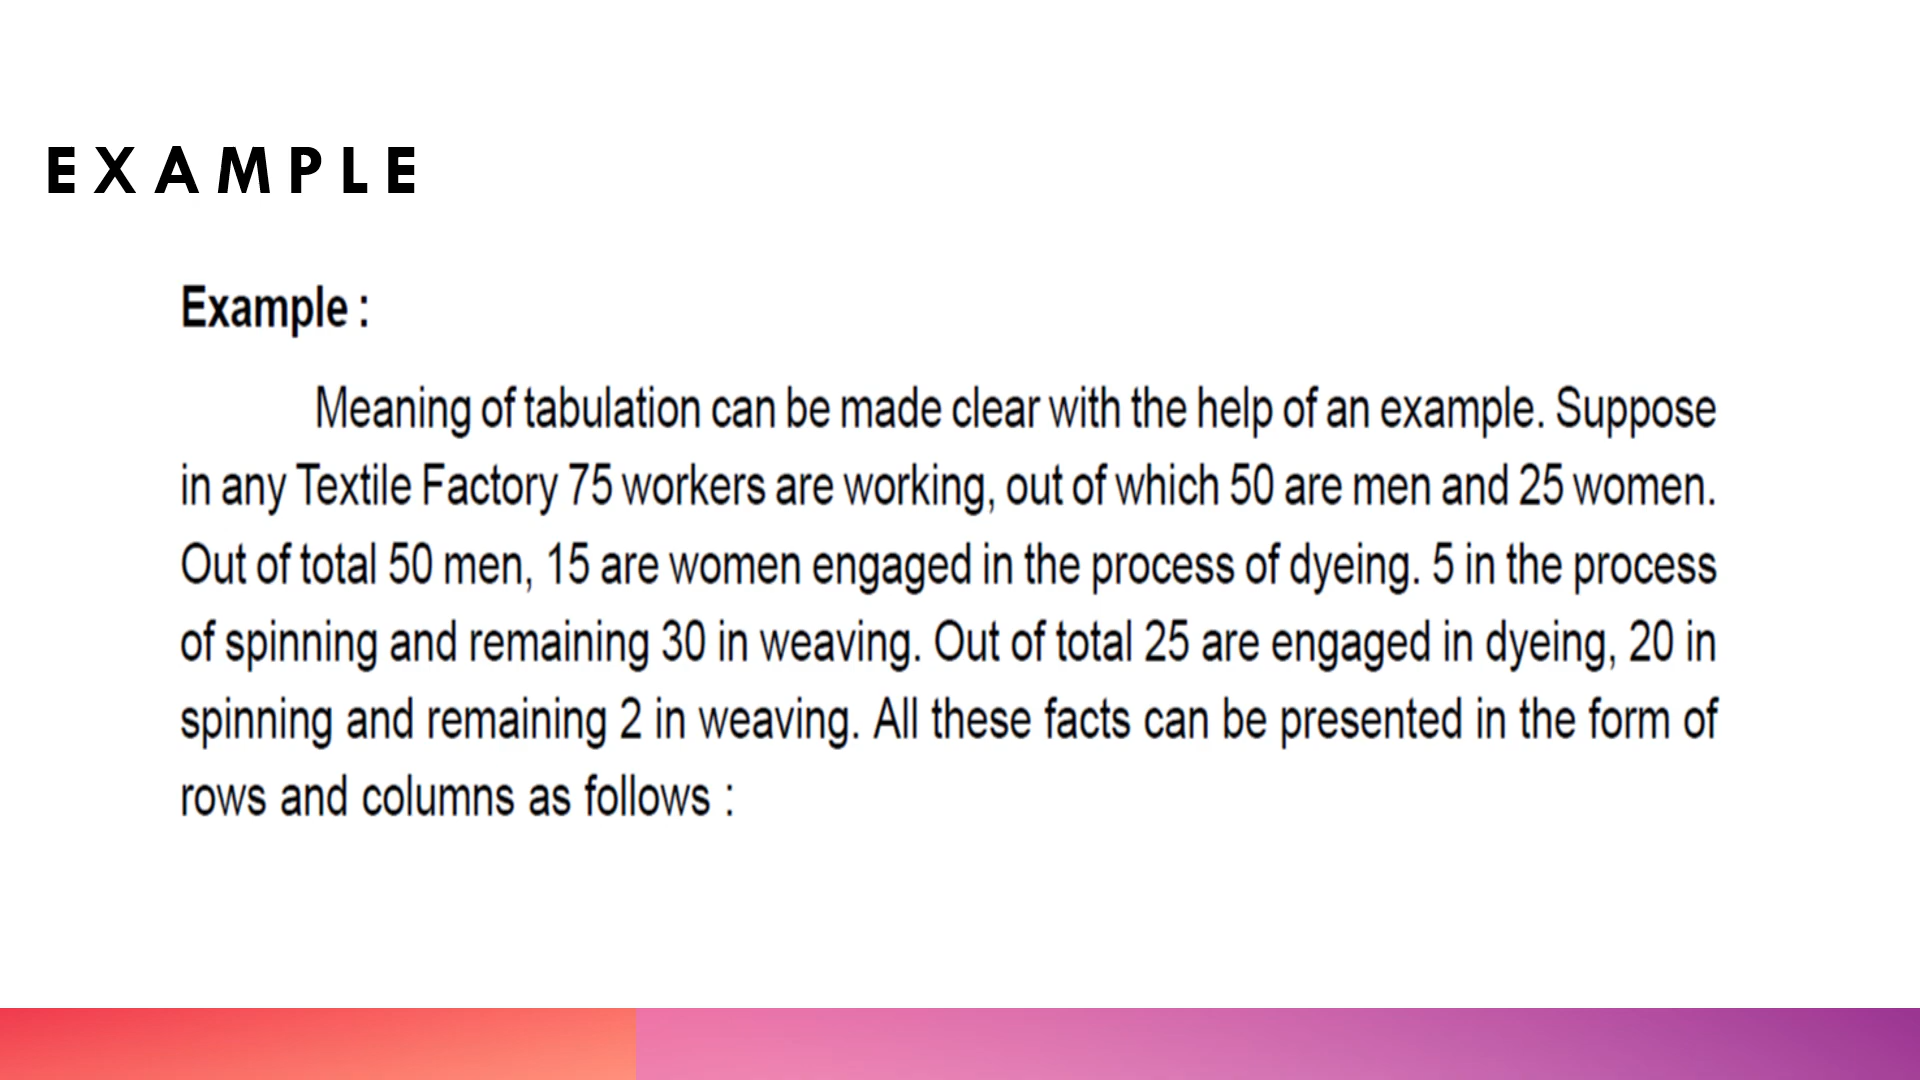 EXAMPLE
Example :
Meaning of tabulation can be made clear with the help of an example. Suppose
in any Textile Factory 75 workers are working, out of which 50 are men and 25 women.
Out of total 50 men, 15 are women engaged in the process of dyeing. 5 in the process
of spinning and remaining 30 in weaving. Out of total 25 are engaged in dyeing, 20 in
spinning and remaining 2 in weaving. All these facts can be presented in the form of
rows and columns as follows :